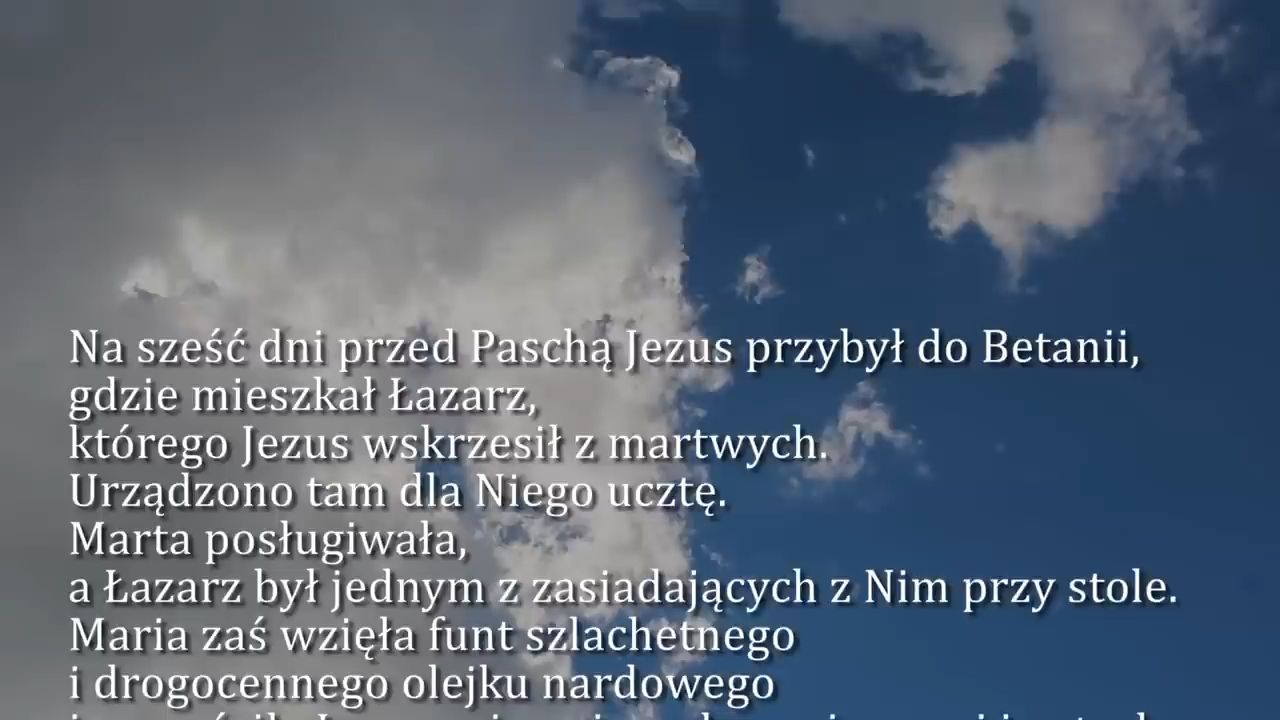 Na sześć dni przed Paschą Jezus przybył do Betanii,
gdzie mieszkał Łazarz,
którego Jezus wskrzesił z martwych.
Urządzono tam dla Niego ucztę.
Marta posługiwała,
a Łazarz był jednym z zasiadających z Nim przy stole.
Maria zaś wzięła funt szlachetnego
i drogocennego olejku nardowego